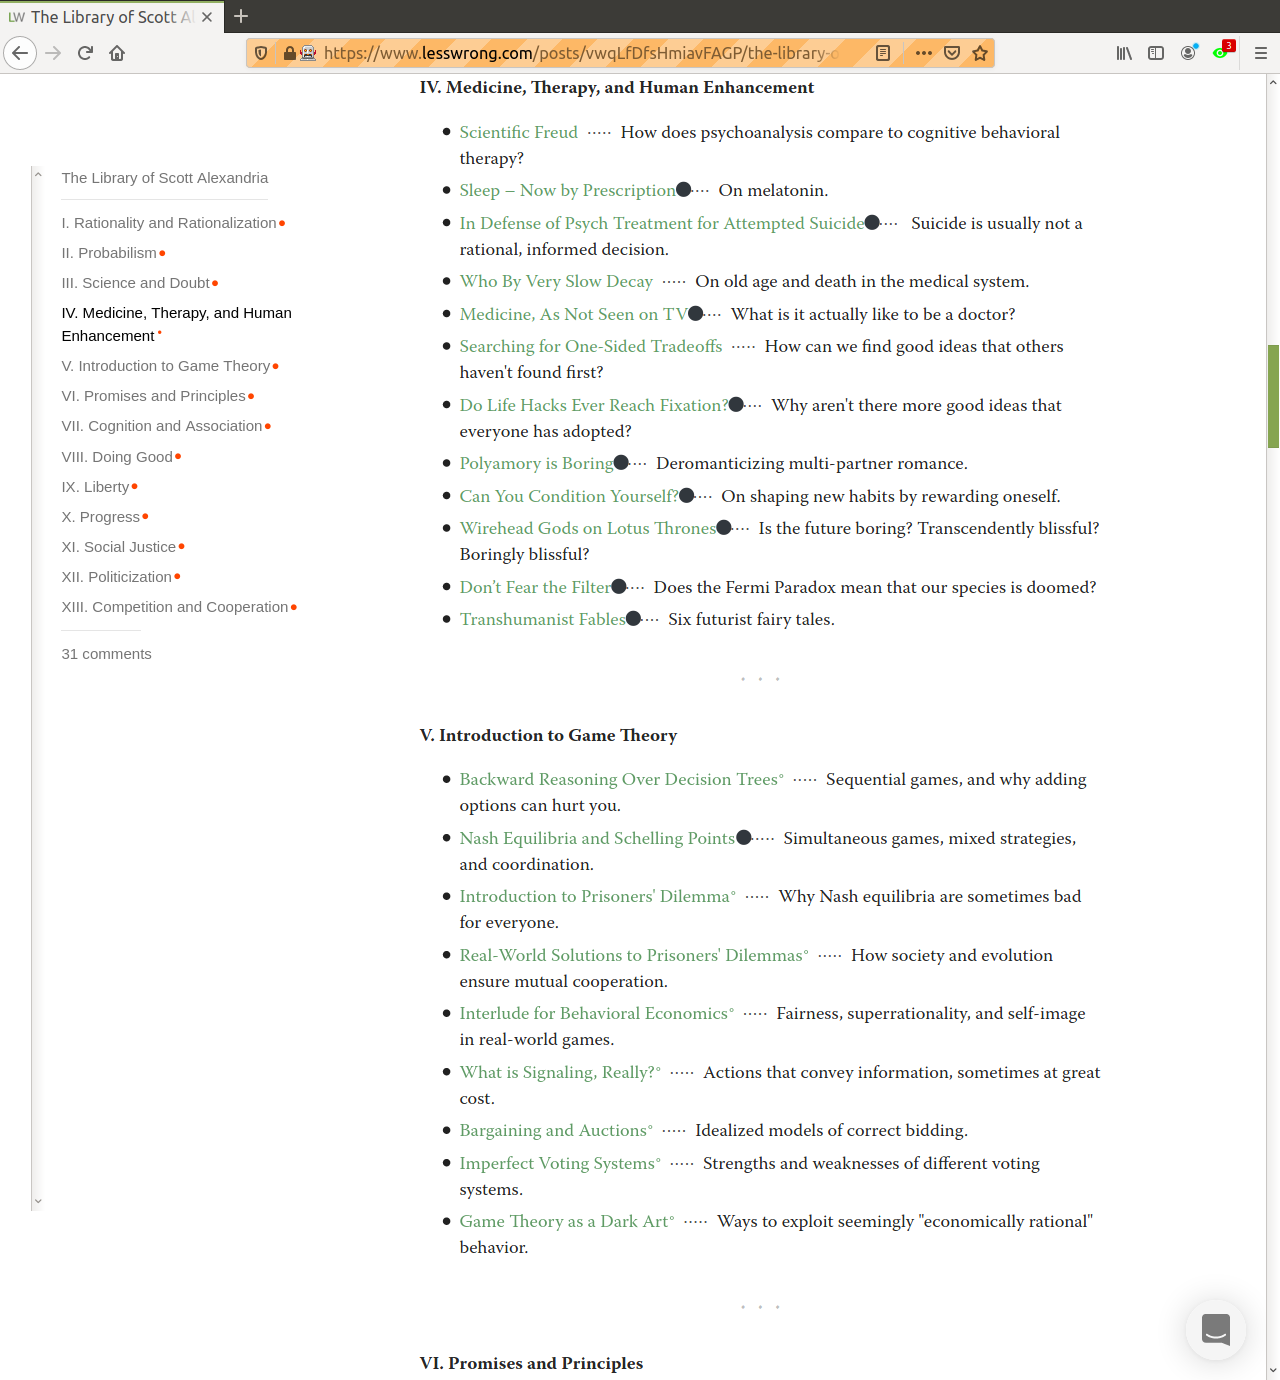 LW The Library of Scott Al
https://www.lesswrong.com/posts/vwqLfDfsHmiavFAGP/the-library-o
3
The Library of Scott Alexandria
I. Rationality and Rationalization
II. Probabilism
III. Science and Doubt
IV. Medicine, Therapy, and Human
Enhancement
V. Introduction to Game Theory
VI. Promises and Principles
VII. Cognition and Association
VIII. Doing Good
IX. Liberty
X. Progress
XI. Social Justice
XII. Politicization
XIII. Competition and Cooperation
31 comments
IV. Medicine, Therapy, and Human Enhancement
Scientific Freud ····· How does psychoanalysis compare to cognitive behavioral
therapy?
Sleep – Now by Prescription ···· On melatonin.
In Defense of Psych Treatment for Attempted Suicide ···· Suicide is usually not a
rational, informed decision.
Who By Very Slow Decay ····· On old age and death in the medical system.
Medicine, As Not Seen on TV ···· What is it actually like to be a doctor?
Searching for One-Sided Tradeoffs ····· How can we find good ideas that others
haven't found first?
Do Life Hacks Ever Reach Fixation? ···· Why aren't there more good ideas that
everyone has adopted?
Polyamory is Boring ···· Deromanticizing multi-partner romance.
Can You Condition Yourself? ···· On shaping new habits by rewarding oneself.
Wirehead Gods on Lotus Thrones ···· Is the future boring? Transcendently blissful?
Boringly blissful?
Don’t Fear the Filter ···· Does the Fermi Paradox mean that our species is doomed?
Transhumanist Fables ···· Six futurist fairy tales.
· · ·
V. Introduction to Game Theory
Backward Reasoning Over Decision Trees° ····· Sequential games, and why adding
options can hurt you.
Nash Equilibria and Schelling Points ····· Simultaneous games, mixed strategies,
and coordination.
Introduction to Prisoners' Dilemma° ····· Why Nash equilibria are sometimes bad
for everyone.
Real-World Solutions to Prisoners' Dilemmas° ····· How society and evolution
ensure mutual cooperation.
Interlude for Behavioral Economics° ····· Fairness, superrationality, and self-image
in real-world games.
What is Signaling, Really?° ····· Actions that convey information, sometimes at great
cost.
Bargaining and Auctions° ····· Idealized models of correct bidding.
Imperfect Voting Systems° ····· Strengths and weaknesses of different voting
systems.
Game Theory as a Dark Art° ····· Ways to exploit seemingly "economically rational"
behavior.
· · ·
VI. Promises and Principles